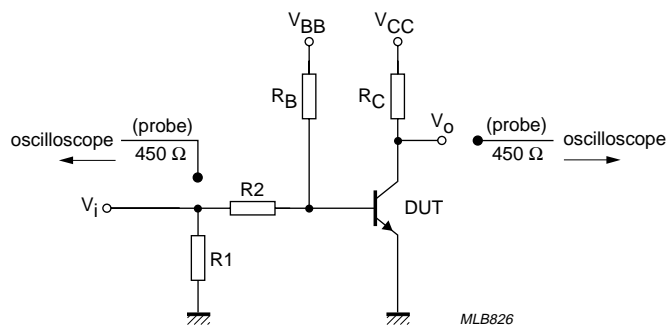 VBB
VCC
RB
RC
(probe)
oscilloscope
450 Ω
Vo
(probe)
oscilloscope
450 Ω
R2
Vi
DUT
R1
MLB826